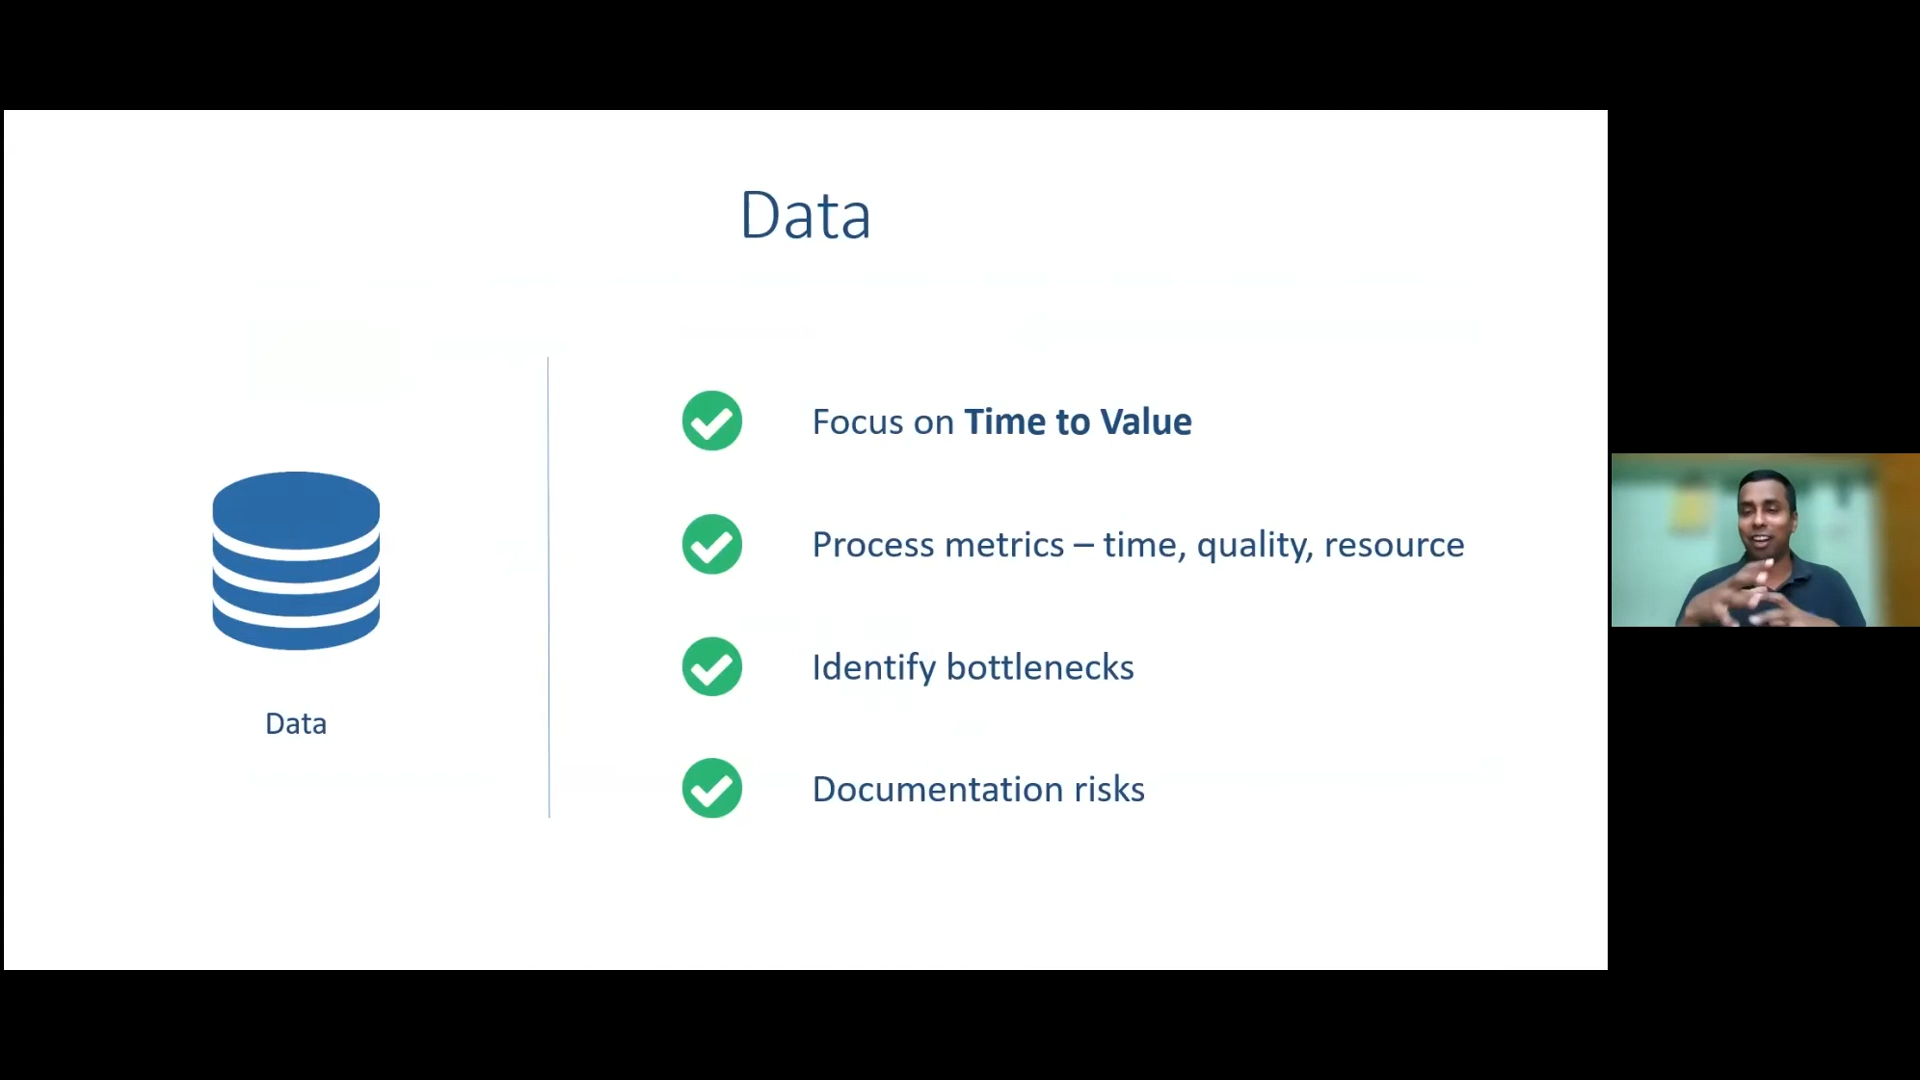 Data
Focus on Time to Value
Process metrics – time, quality, resource
Identify bottlenecks
Data
Documentation risks